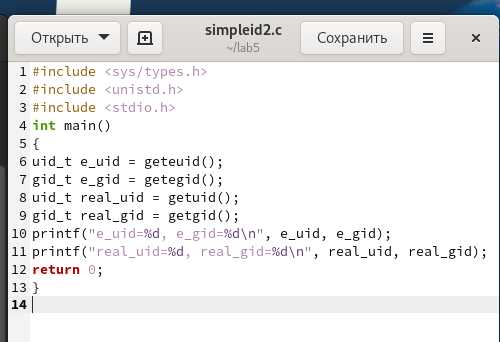 Открыть
simpleid2.c
~/lab5
Сохранить
1 #include <sys/types.h>
2 #include <unistd.h>
3 #include <stdio.h>
4 int main()
5 {
6 uid_t e_uid = geteuid();
7 gid_t e_gid = getegid();
8 uid_t real_uid = getuid();
9 gid_t real_gid = getgid();
10 printf("e_uid=%d, e_gid=%d\n", e_uid, e_gid);
11 printf("real_uid=%d, real_gid=%d\n", real_uid, real_gid);
12 return 0;
13 }
14